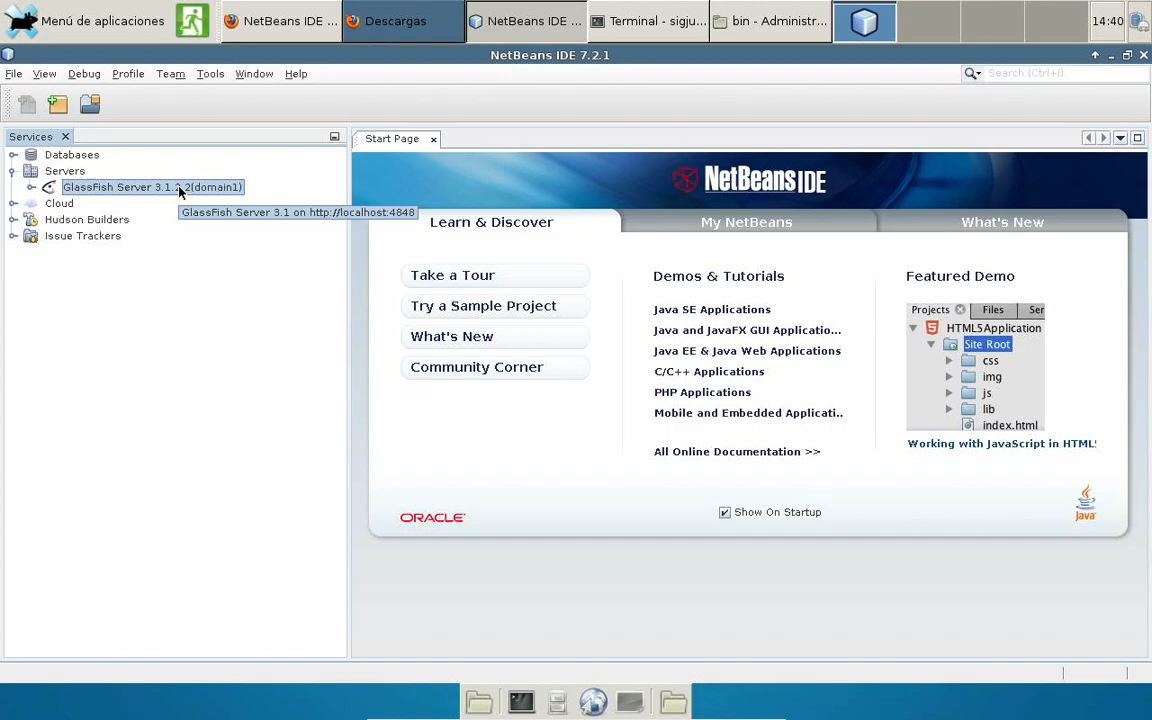 Menú de aplicaciones
NetBeans IDE ...
Descargas
NetBeans IDE ...
Terminal - sigju...
bin - Administr...
14:40
NetBeans IDE 7.2.1
File View Debug Profile Team Tools Window Help
Search (Ctrl+I)
Services
Start Page
Databases
Servers
GlassFish Server 3.1.2.2(domain1)
Cloud
GlassFish Server 3.1 on http://localhost:4848
Hudson Builders
Issue Trackers
NetBeans IDE
Learn & Discover
My NetBeans
What's New
Take a Tour
Try a Sample Project
What's New
Community Corner
Demos & Tutorials
Java SE Applications
Java and JavaFX GUI Applicatio...
Java EE & Java Web Applications
C/C++ Applications
PHP Applications
Mobile and Embedded Applicati..
All Online Documentation >>
Featured Demo
Projects Files Ser
HTML5Application
Site Root
css
img
js
lib
index.html
Working with JavaScript in HTML!
ORACLE
Show On Startup
Java